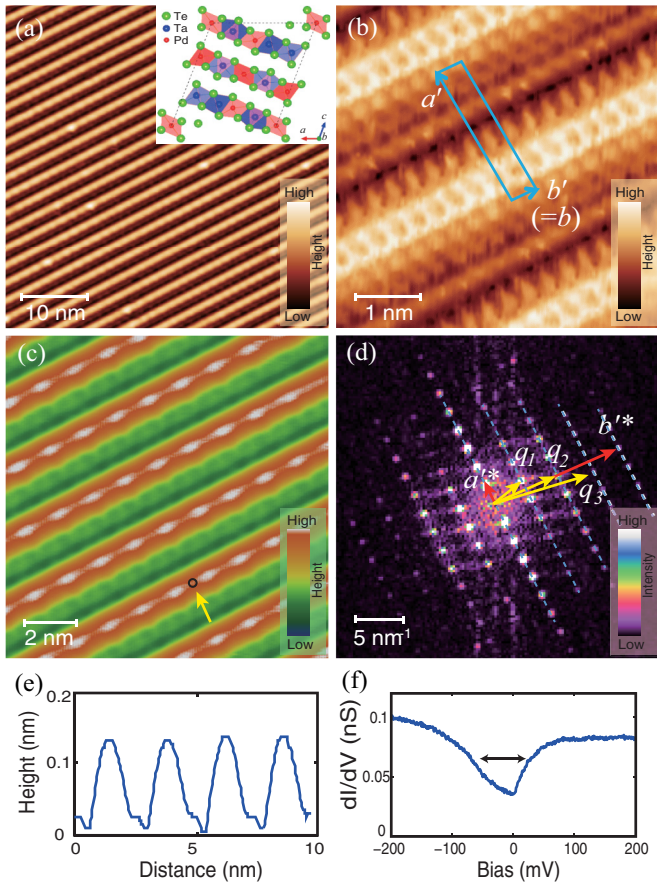 (a)
Te
Ta
Pd
c
a
b
High
Height
Low
10 nm
(b)
a′
b′
(=b)
High
Height
Low
1 nm
(c)
High
Height
Low
2 nm
(d)
b′*
q1
q2
a′*
q3
High
Intensity
Low
5 nm-1
(e)
0.2
0.1
0
Height (nm)
0
5
10
Distance (nm)
(f)
0.1
0.05
0
dI/dV (nS)
−200
−100
0
100
200
Bias (mV)